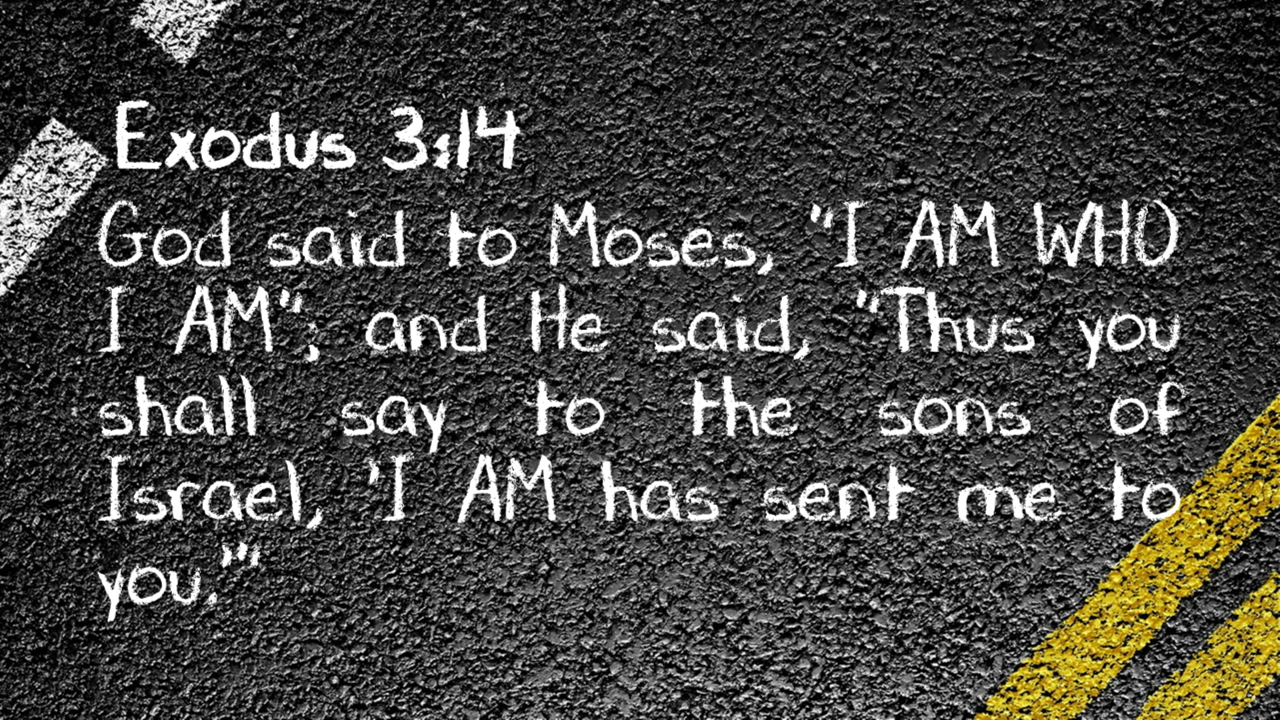 Exodus 3:14
God said to Moses, "I AM WHO
I AM"; and He said, "Thus you
shall say to the sons of
Israel, 'I AM has sent me to
you.'"